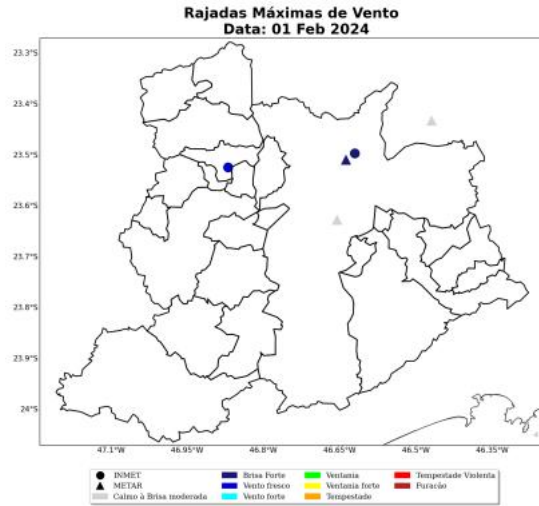 Rajadas Máximas de Vento
Data: 01 Feb 2024
23.3°S
23.4°S
23.5°S
23.6°S
23.7°S
23.8°S
23.9°S
24°S
47.1°W 46.95°W 46.8°W 46.65°W 46.5°W 46.35°W
INMET Brisa Forte Ventania Tempestade Violenta
METAR Vento fresco Ventania forte Furacão
Calmo à Brisa moderada Vento forte Tempestade